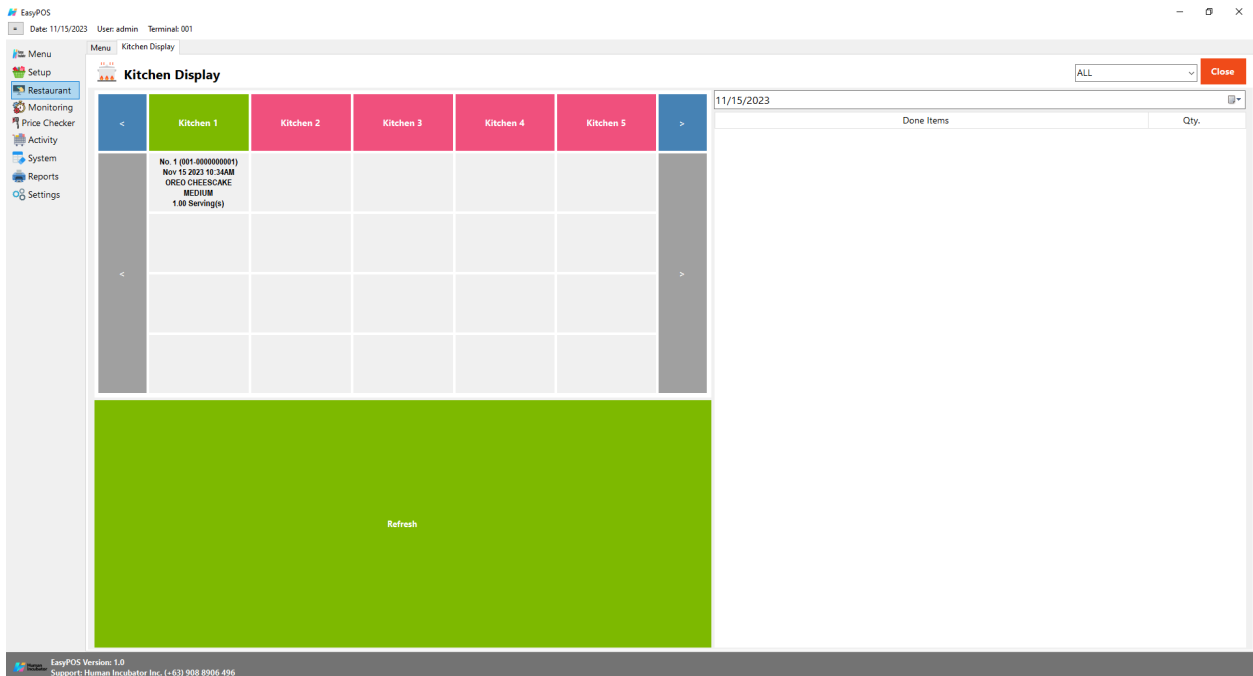 EasyPOS
Date: 11/15/2023 User: admin Terminal: 001
Menu
Setup
Restaurant
Monitoring
Price Checker
Activity
System
Reports
Settings
Menu Kitchen Display
Kitchen Display
ALL
Close
< Kitchen 1 Kitchen 2 Kitchen 3 Kitchen 4 Kitchen 5 >
No. 1 (001-0000000001)
Nov 15 2023 10:34AM
OREO CHEESCAKE
MEDIUM
1.00 Serving(s)
< >
Refresh
11/15/2023
Done Items Qty.
Human
Incubator
EasyPOS Version: 1.0
Support: Human Incubator Inc. (+63) 908 8906 496